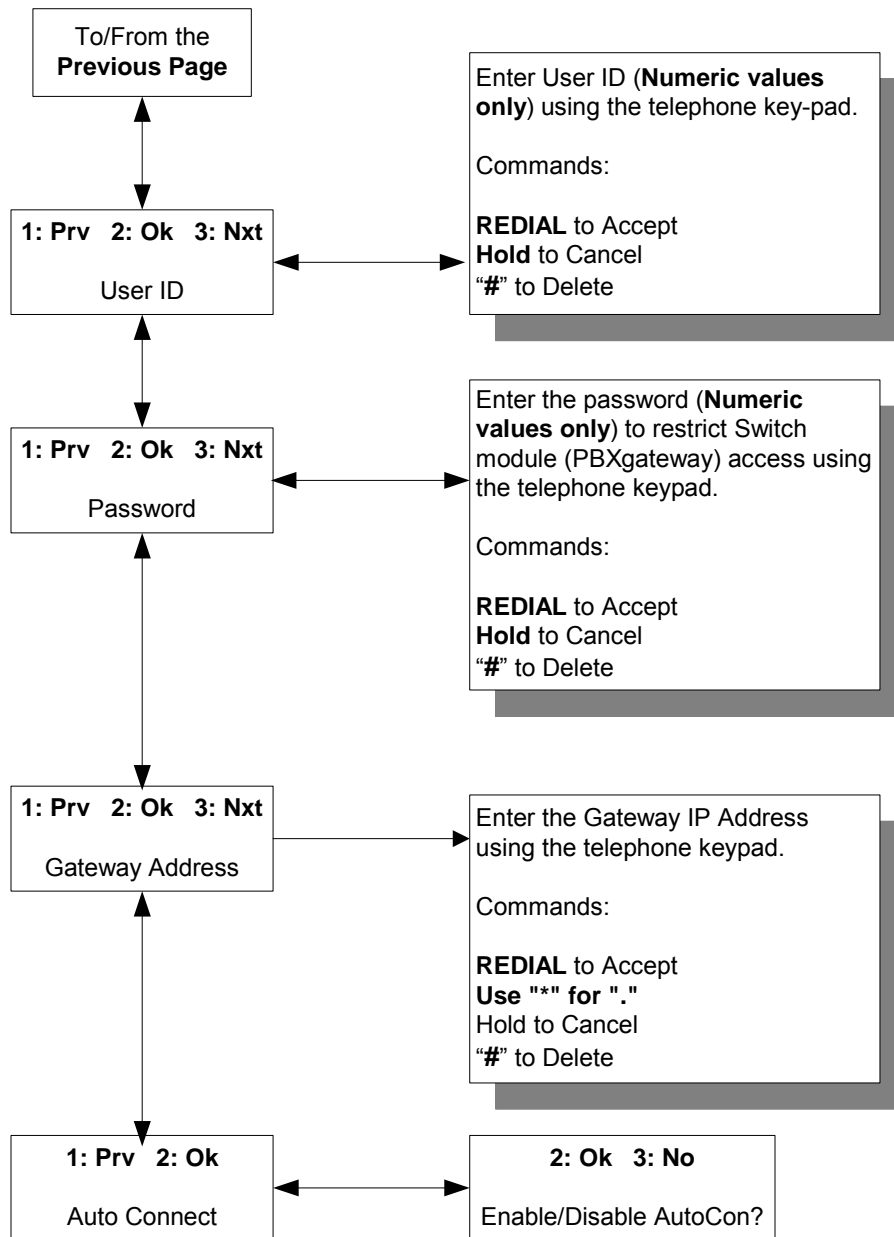 To/From the
Previous Page
Enter User ID (Numeric values
only) using the telephone key-pad.
Commands:
REDIAL to Accept
Hold to Cancel
“#” to Delete
1: Prv 2: Ok 3: Nxt
User ID
Enter the password (Numeric
values only) to restrict Switch
module (PBXgateway) access using
the telephone keypad.
Commands:
REDIAL to Accept
Hold to Cancel
“#” to Delete
1: Prv 2: Ok 3: Nxt
Password
1: Prv 2: Ok 3: Nxt
Gateway Address
Enter the Gateway IP Address
using the telephone keypad.
Commands:
REDIAL to Accept
Use "*" for "."
Hold to Cancel
“#” to Delete
1: Prv 2: Ok
Auto Connect
2: Ok 3: No
Enable/Disable AutoCon?